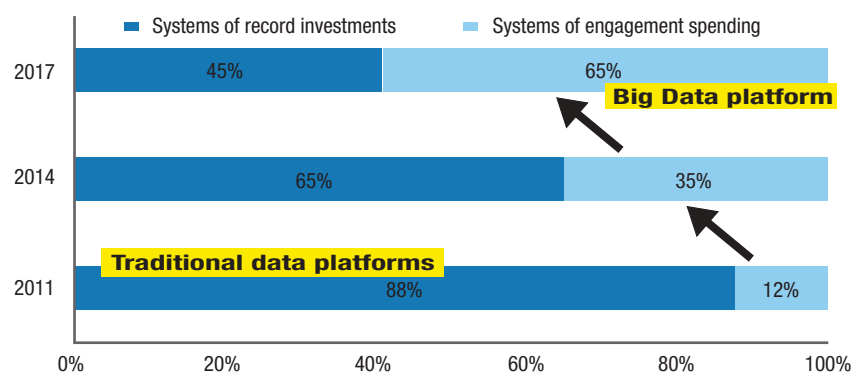 Systems of record investments Systems of engagement spending
2017 45% 65%
Big Data platform
2014 65% 35%
Traditional data platforms
2011 88% 12%
0% 20% 40% 60% 80% 100%